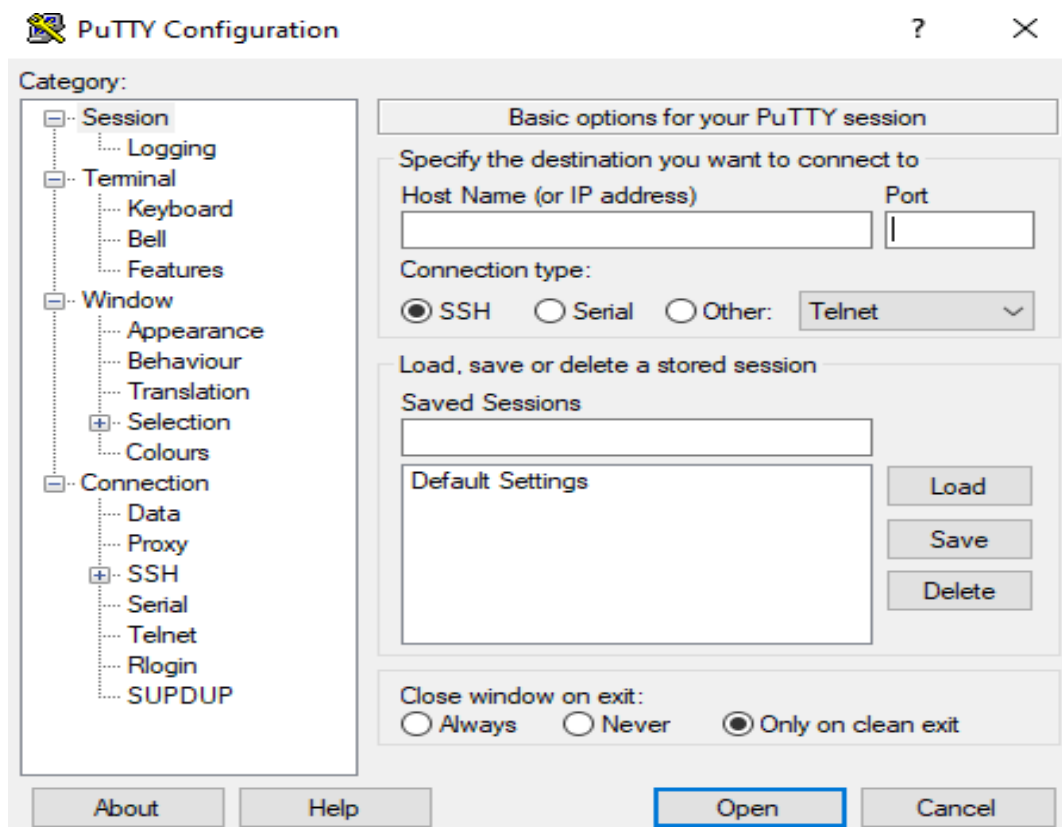 PuTTY Configuration
Category:
Session
Logging
Terminal
Keyboard
Bell
Features
Window
Appearance
Behaviour
Translation
Selection
Colours
Connection
Data
Proxy
SSH
Serial
Telnet
Rlogin
SUPDUP
Basic options for your PuTTY session
Specify the destination you want to connect to
Host Name (or IP address) Port
Connection type:
SSH Serial Other: Telnet
Load, save or delete a stored session
Saved Sessions
Default Settings
Load
Save
Delete
Close window on exit:
Always Never Only on clean exit
About Help Open Cancel